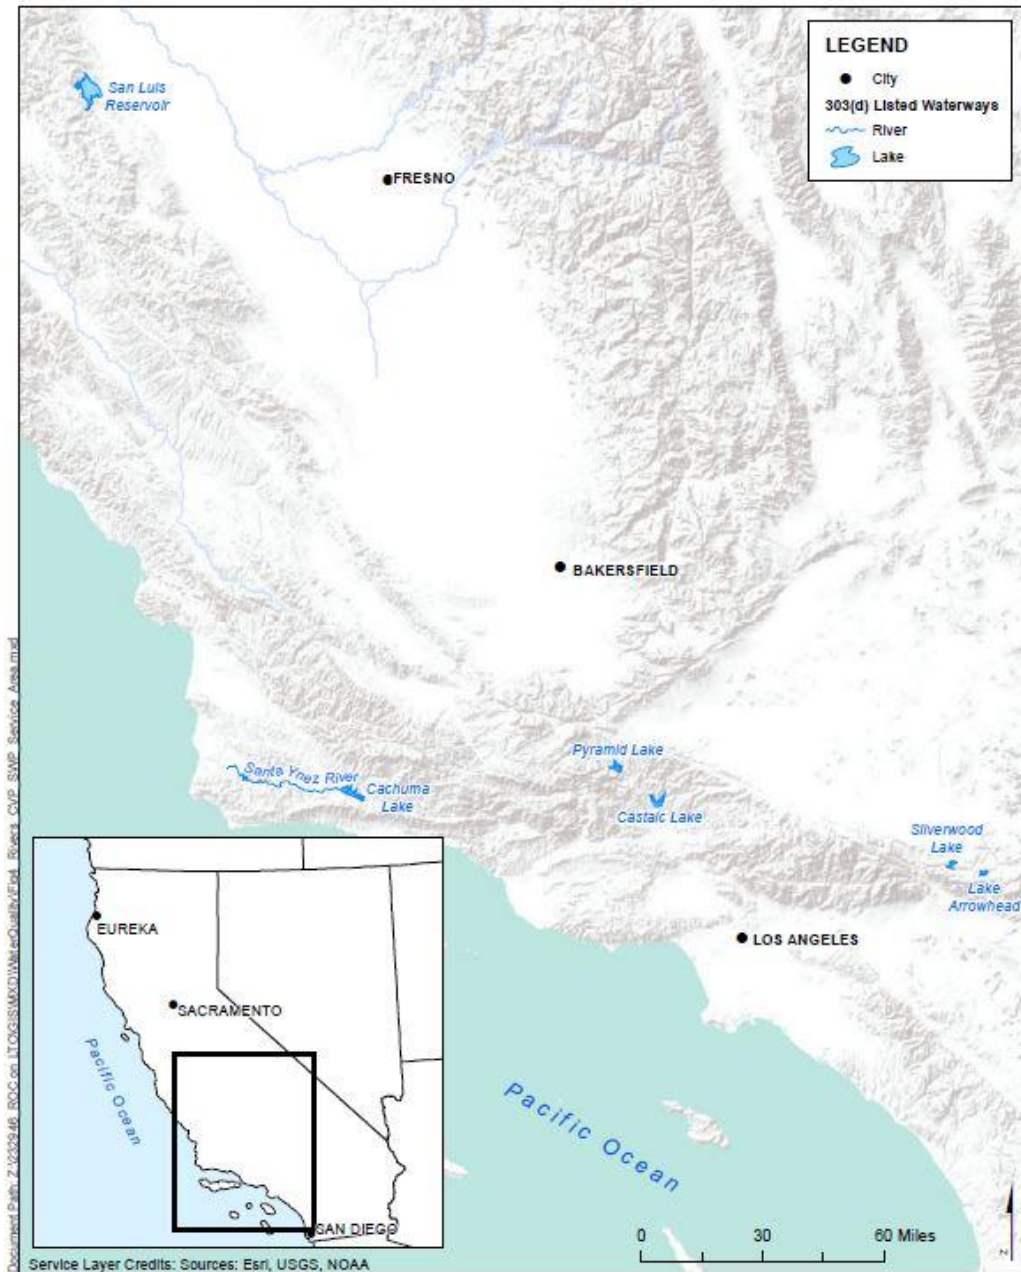 LEGEND
City
303(d) Listed Waterways
River
Lake
San Luis
Reservoir
FRESNO
BAKERSFIELD
Pyramid Lake
Santa Ynez River
Cachuma
Lake
Castaic Lake
Silverwood
Lake
Lake
Arrowhead
LOS ANGELES
EUREKA
SACRAMENTO
Pacific Ocean
SAN DIEGO
Pacific Ocean
0 30 60 Miles
Z
Service Layer Credits: Sources: Esri, USGS, NOAA